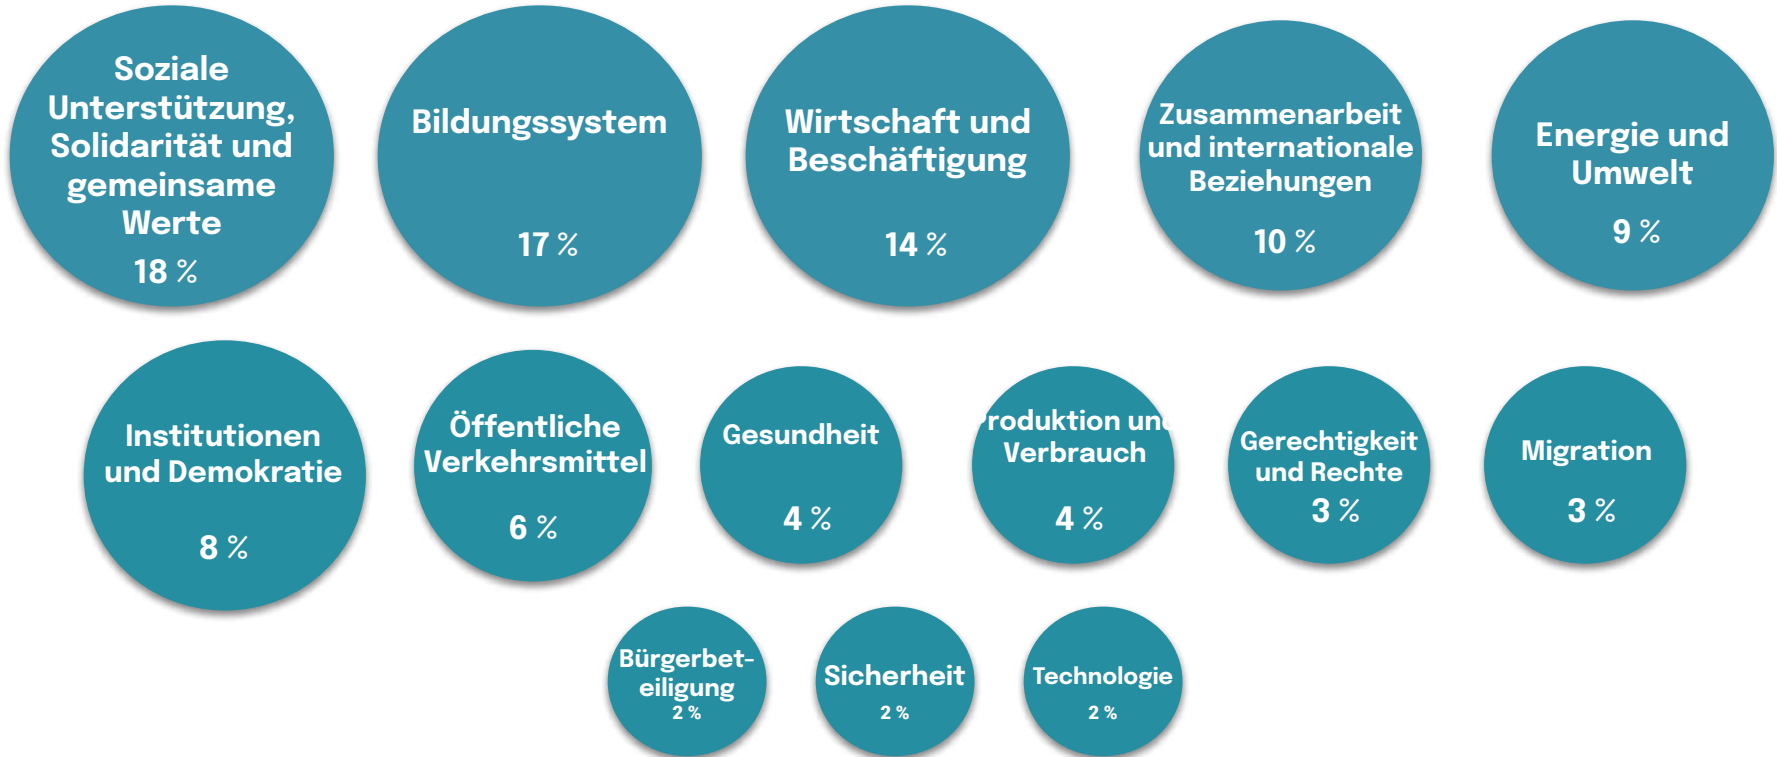 Soziale
Unterstützung,
Solidarität und
gemeinsame
Werte
18 %
Bildungssystem
17 %
Wirtschaft und
Beschäftigung
14 %
Zusammenarbeit
und internationale
Beziehungen
10 %
Energie und
Umwelt
9 %
Institutionen
und Demokratie
8 %
Öffentliche
Verkehrsmittel
6 %
Gesundheit
4 %
Produktion und
Verbrauch
4 %
Gerechtigkeit
und Rechte
3 %
Migration
3 %
Bürgerbet-
eiligung
2 %
Sicherheit
2 %
Technologie
2 %